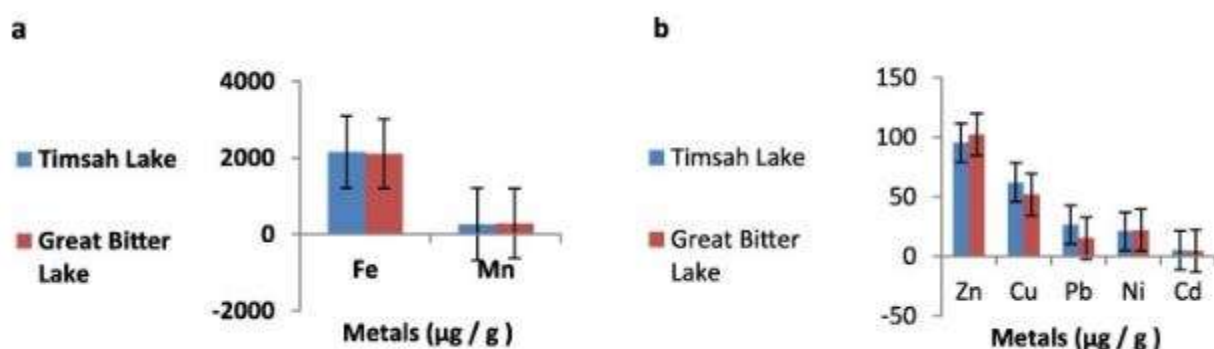 a
4000
2000
0
-2000
Timsah Lake
Great Bitter
Lake
Fe Mn
Metals (µg / g )
b
150
100
50
0
-50
Timsah Lake
Great Bitter
Lake
Zn Cu Pb Ni Cd
Metals (µg / g )